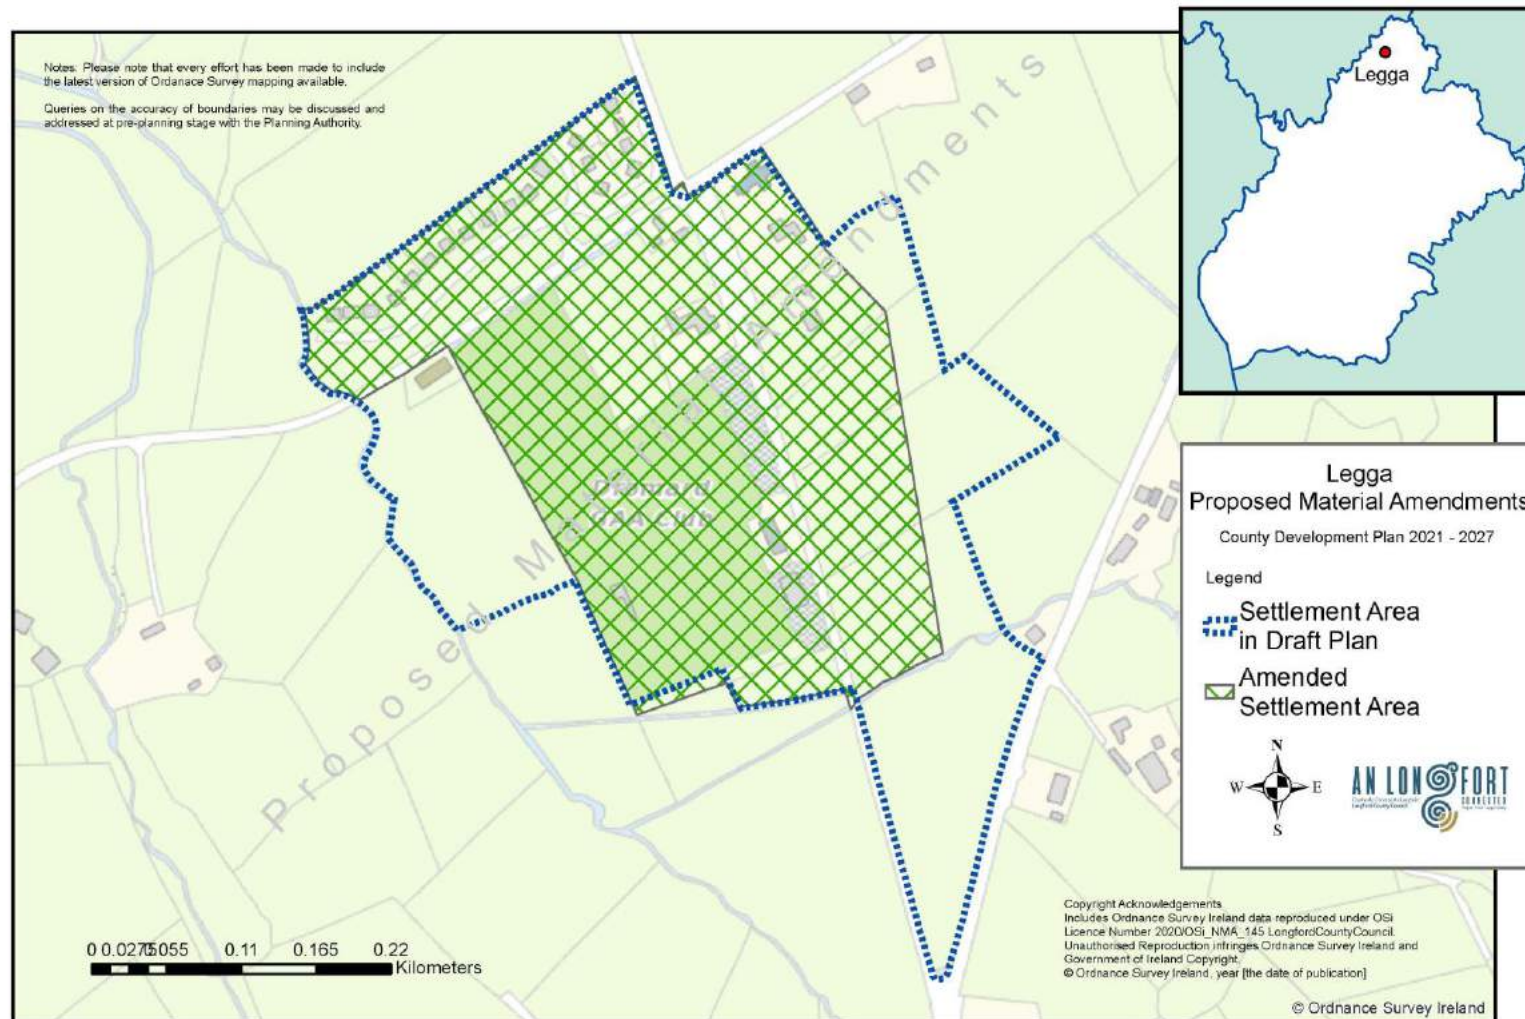 Notes: Please note that every effort has been made to include
the latest version of Ordanace Survey mapping available.
Queries on the accuracy of boundaries may be discussed and
addressed at pre-planning stage with the Planning Authority.
Legga
Proposed Material Amendments
Dromard
GAA Club
Legga
Proposed Material Amendments
County Development Plan 2021 - 2027
Legend
Settlement Area
in Draft Plan
Amended
Settlement Area
N
W E
S
AN LONGFORT
CONNECTED
0 0.0275 0.055 0.11 0.165 0.22
Kilometers
Copyright Acknowledgements
Includes Ordnance Survey Ireland data reproduced under OSi
Licence Number 2020/OSi_NMA_145 LongfordCountyCouncil.
Unauthorised Reproduction infringes Ordnance Survey Ireland and
Government of Ireland Copyright.
© Ordnance Survey Ireland, year [the date of publication]
© Ordnance Survey Ireland